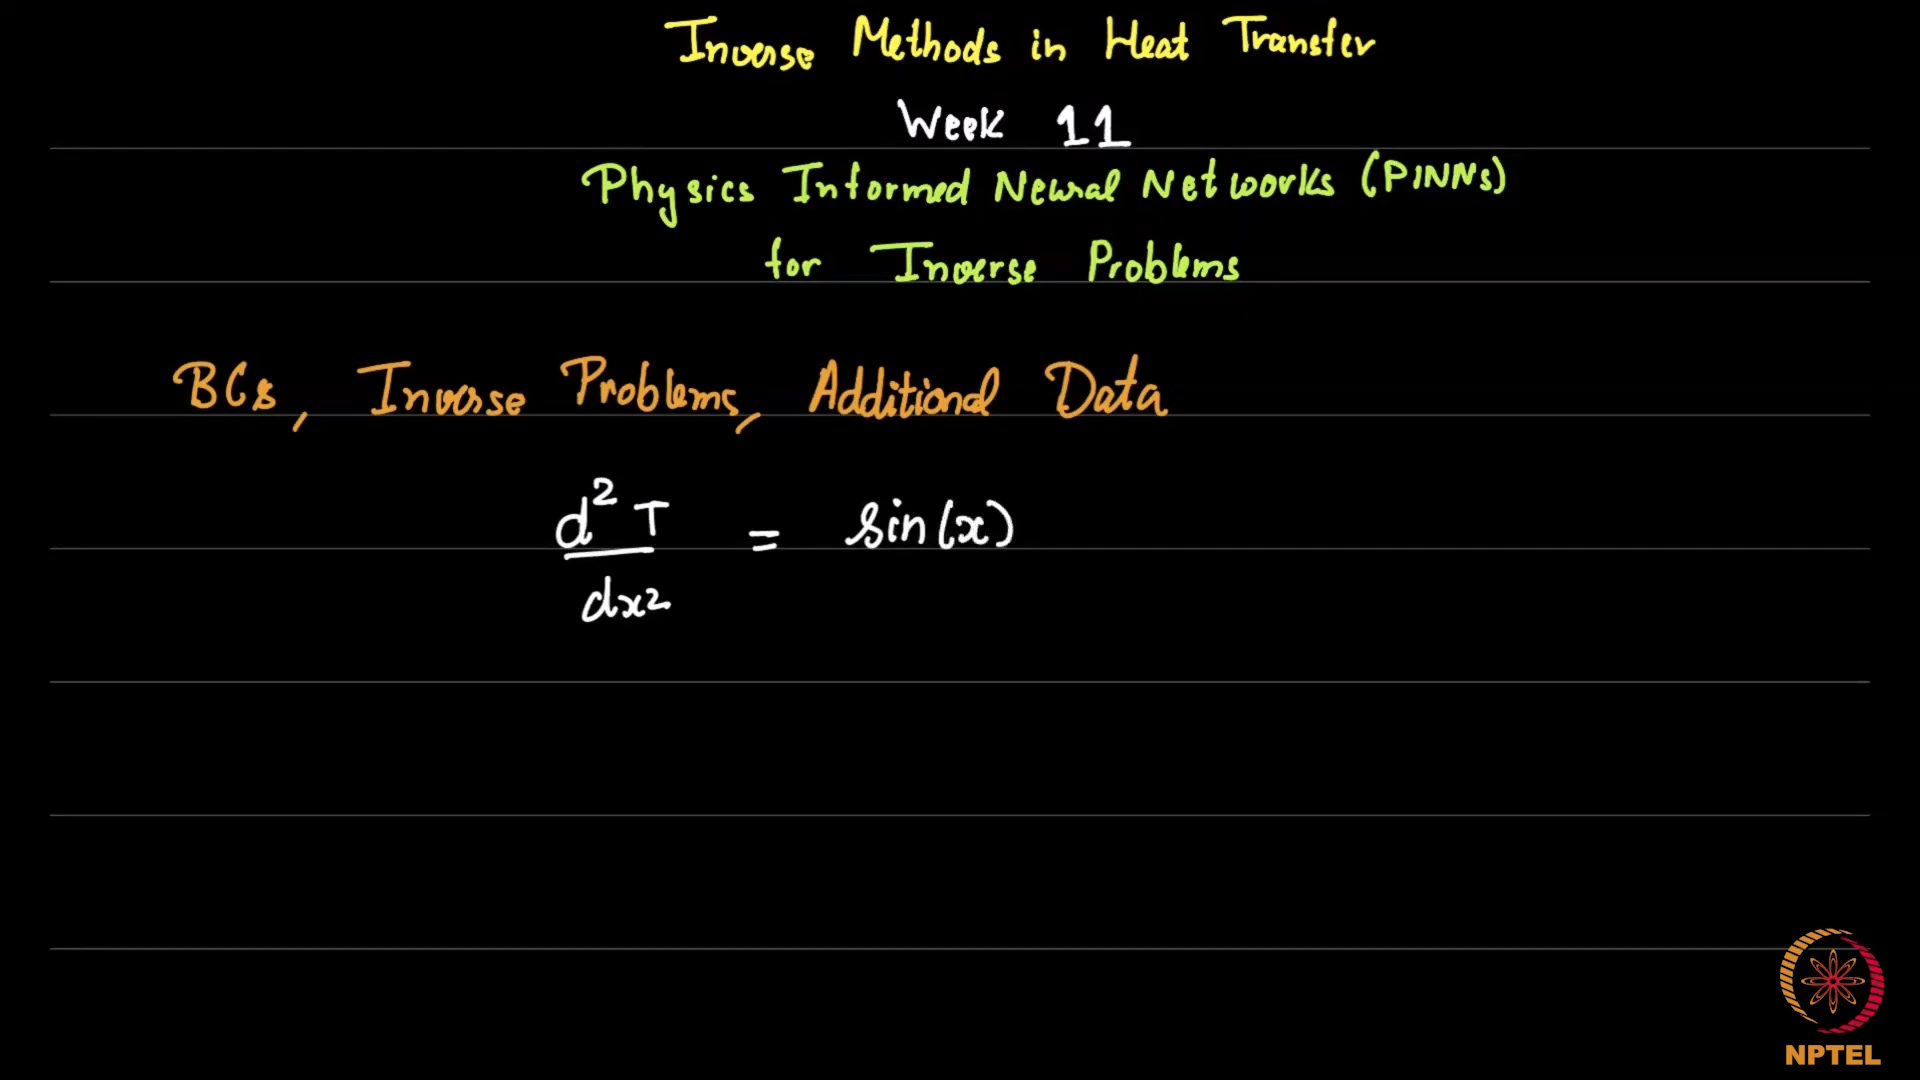 Inverse Methods in Heat Transfer
Week 11
Physics Informed Neural Networks (PINNs)
for Inverse Problems
BCs, Inverse Problems, Additional Data
d² T / dx² = sin(x)
NPTEL